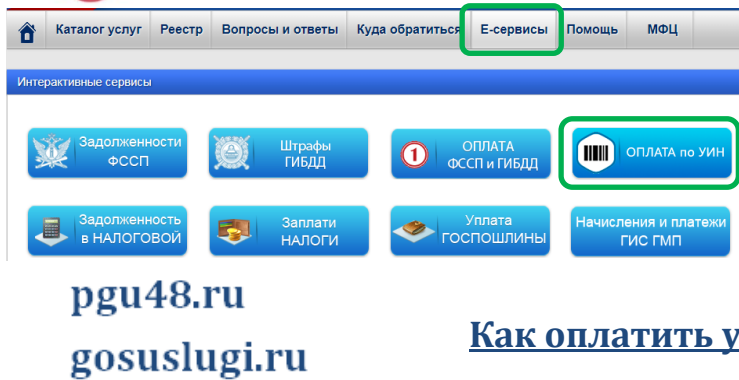 Каталог услуг Реестр Вопросы и ответы Куда обратиться Е-сервисы Помощь МФЦ
Интерактивные сервисы
Задолженности
ФССП
Штрафы
ГИБДД
1
ОПЛАТА
ФССП и ГИБДД
ОПЛАТА по УИН
Задолженность
в НАЛОГОВОЙ
Заплати
НАЛОГИ
Уплата
ГОСПОШЛИНЫ
Начисления и платежи
ГИС ГМП
pgu48.ru
gosuslugi.ru
Как оплатить у